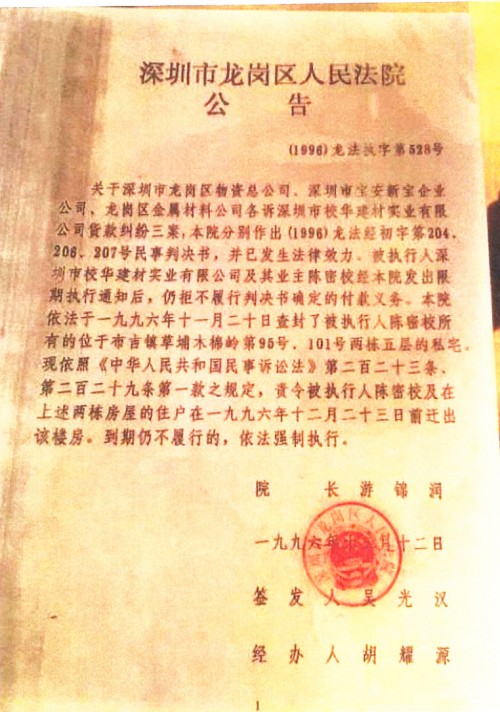 深圳市龙岗区人民法院
公 告
(1996)龙法执字第528号
关于深圳市龙岗区物资总公司、深圳市宝安新宝企业
公司、龙岗区金属材料公司各诉深圳市校华建材实业有限
公司货款纠纷三案,本院分别作出(1996)龙法经初字第204、
206、207号民事判决书,并已发生法律效力。被执行人深
圳市校华建材实业有限公司及其业主陈密校经本院发出限
期执行通知后,仍拒不履行判决书确定的付款义务。本院
依法于一九九六年十一月二十日查封了被执行人陈密校所
有的位于布吉镇草埔木棉岭第95号、101号两栋五层的私宅。
现依照《中华人民共和国民事诉讼法》第二百二十三条、
第二百二十九条第一款之规定,责令被执行人陈密校及在
上述两栋房屋的住户在一九九六年十二月二十三日前迁出
该楼房。到期仍不履行的,依法强制执行。
院 长 游 锦 润
一九九六年十二月十二日
签 发 人 吴 光 汉
经 办 人 胡 耀 源
1